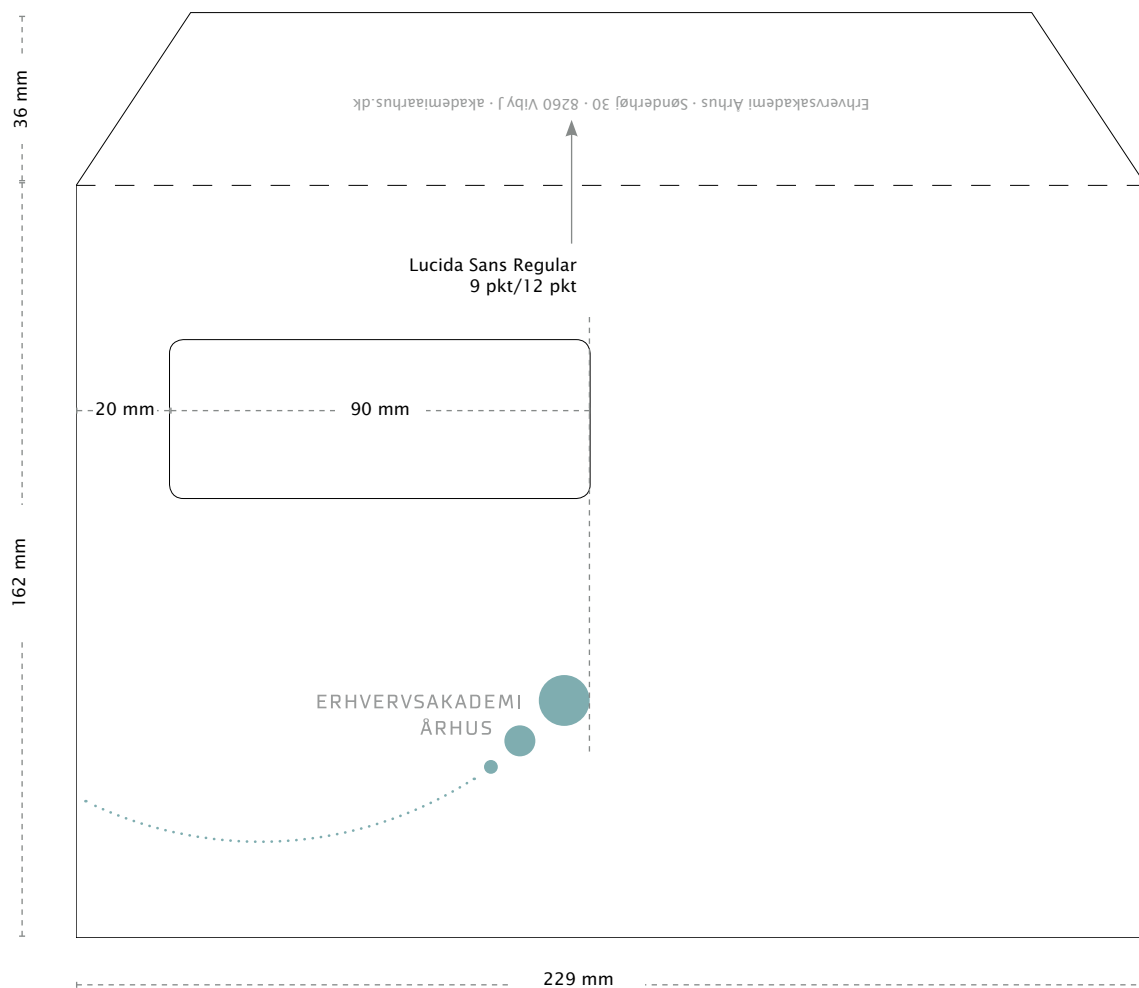 36 mm
Erhvervsakademi Århus · Sønderhøj 30 · 8260 Viby J · akademiaarhus.dk
Lucida Sans Regular
9 pkt/12 pkt
20 mm
90 mm
162 mm
ERHVERVSAKADEMI
ÅRHUS
229 mm